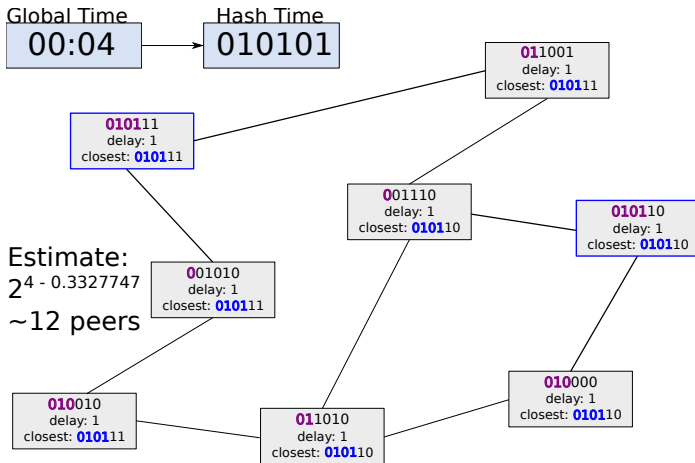 Global Time
Hash Time
00:04
010101
011001
delay: 1
closest: 010111
010111
delay: 1
closest: 010111
001110
delay: 1
closest: 010110
010110
delay: 1
closest: 010110
Estimate:
2^4 - 0.3327747
~12 peers
001010
delay: 1
closest: 010111
010000
delay: 1
closest: 010110
010010
delay: 1
closest: 010111
011010
delay: 1
closest: 010110